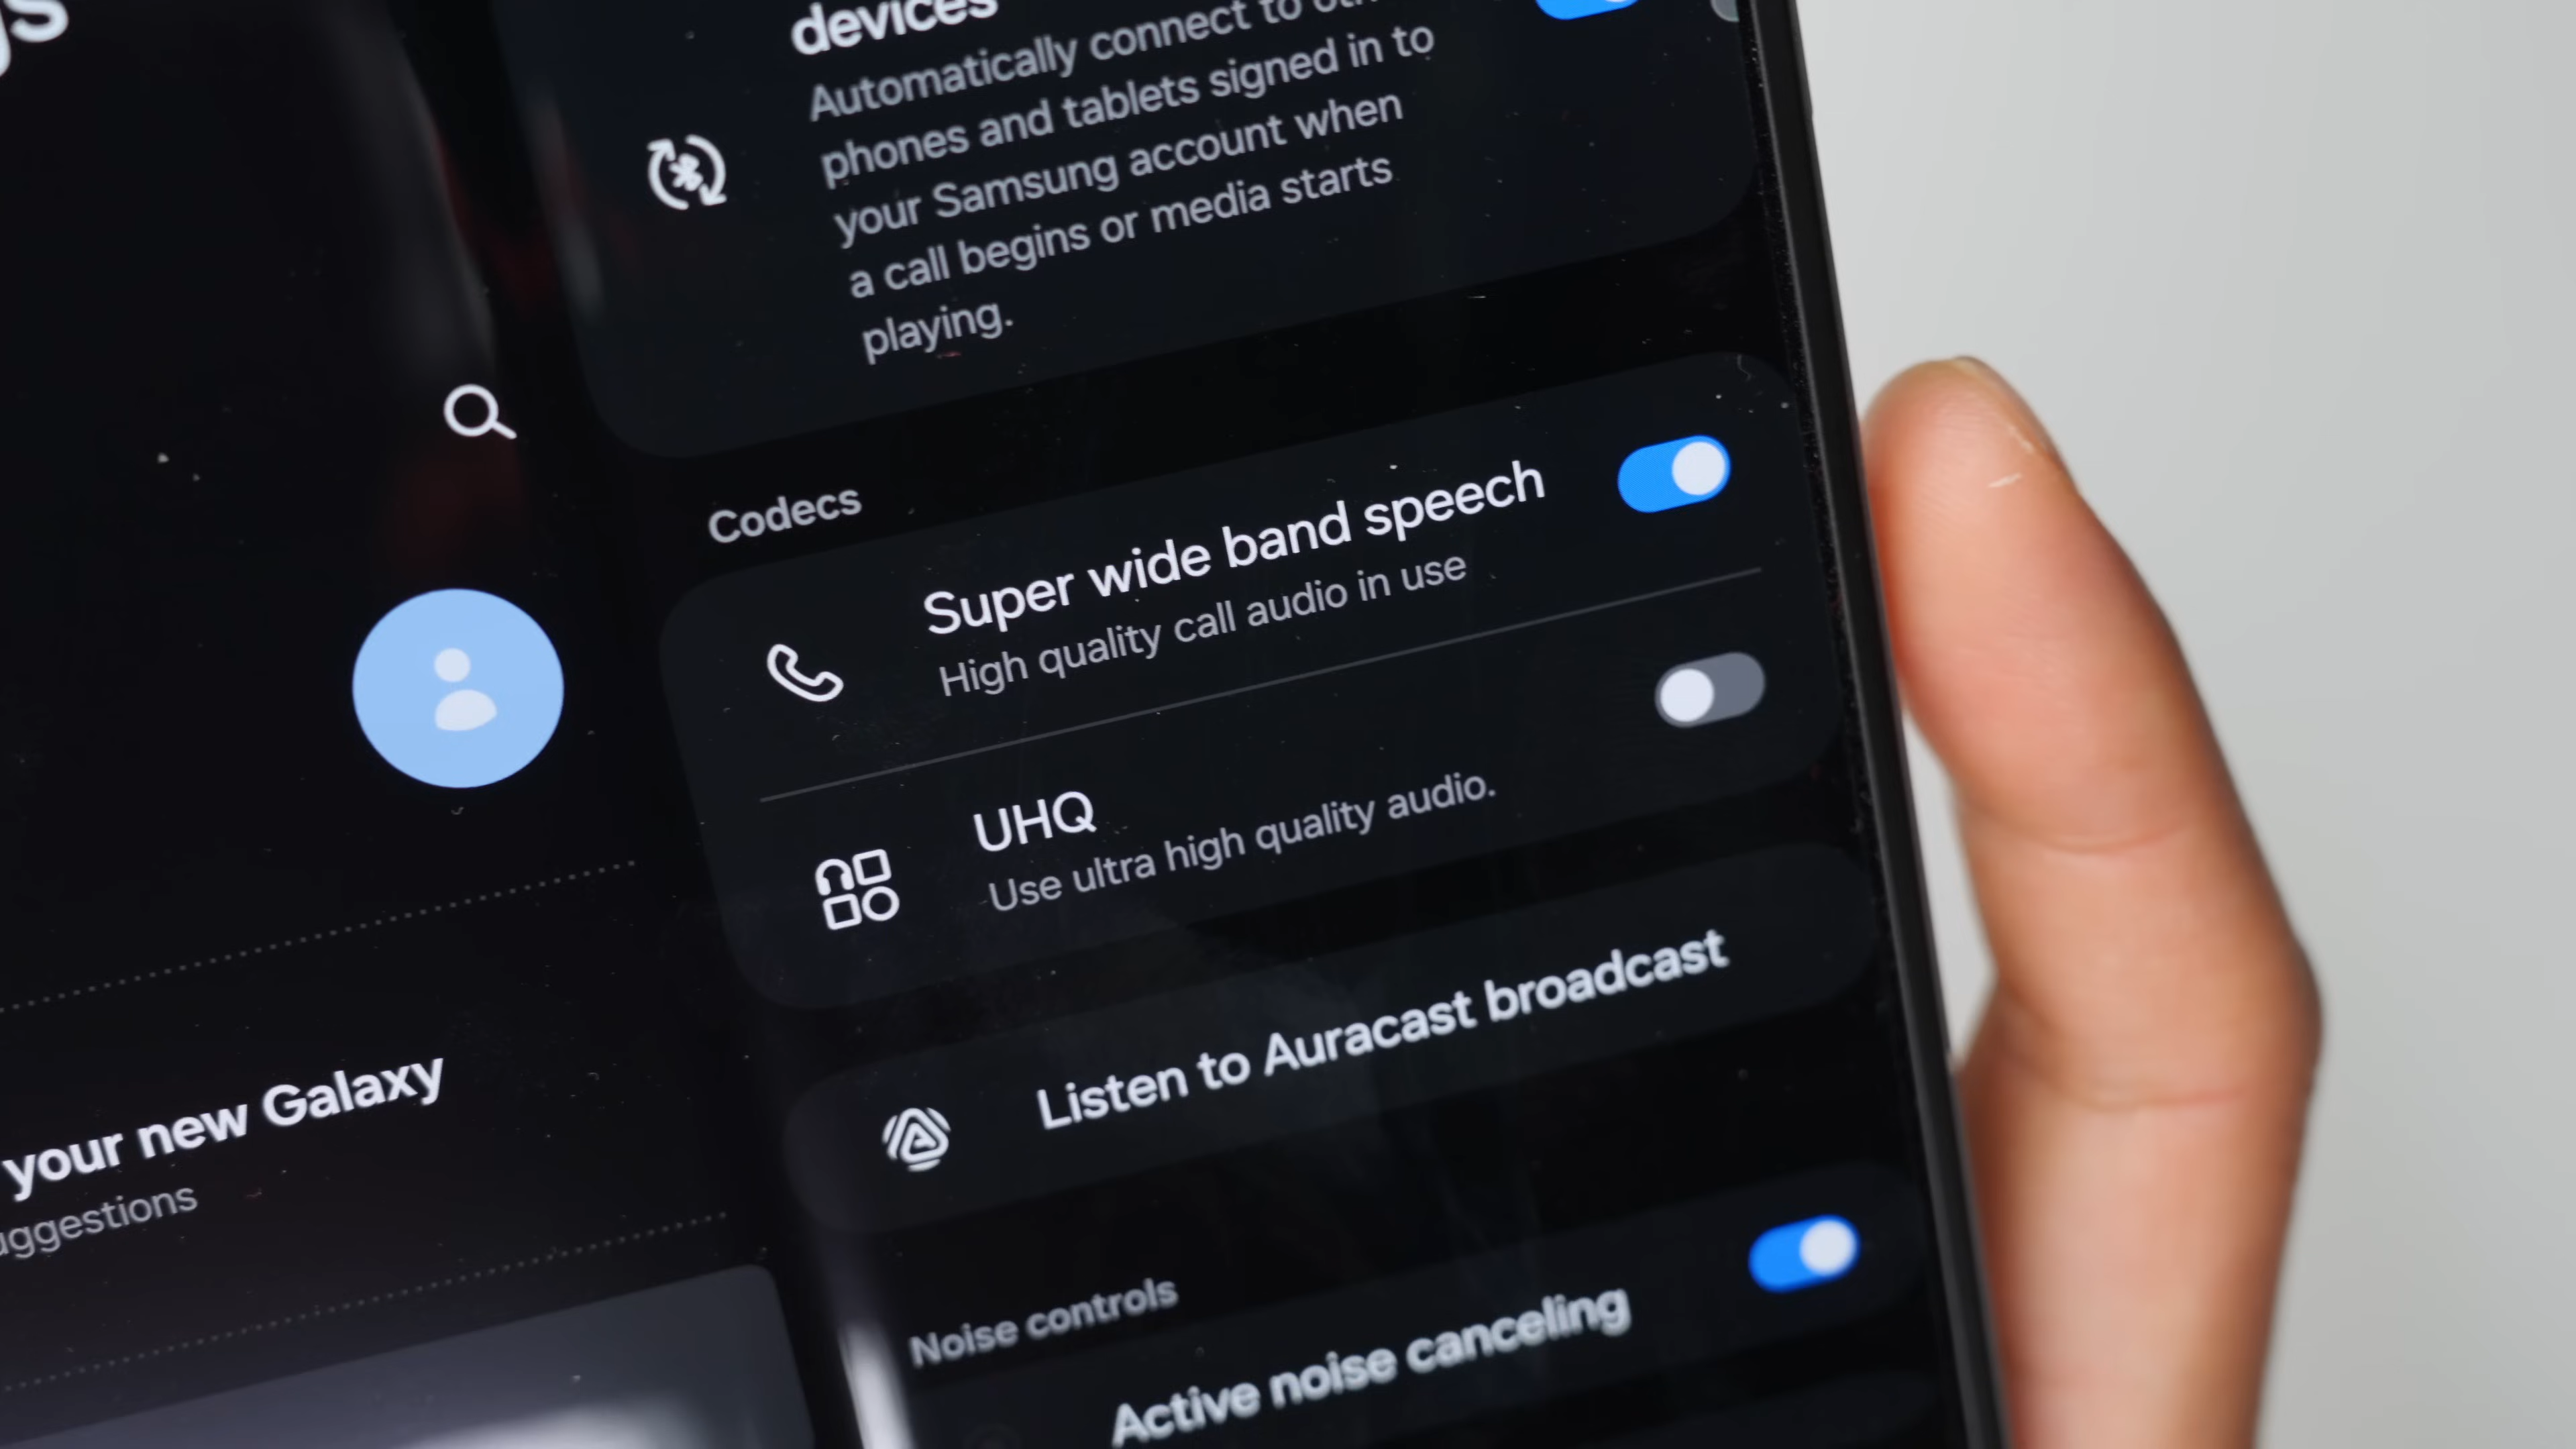 gs
devices
Automatically connect to
phones and tablets signed in to
your Samsung account when
a call begins or media starts
playing.
Codecs
Super wide band speech
High quality call audio in use
UHQ
Use ultra high quality audio.
Listen to Auracast broadcast
your new Galaxy
uggestions
Noise controls
Active noise canceling